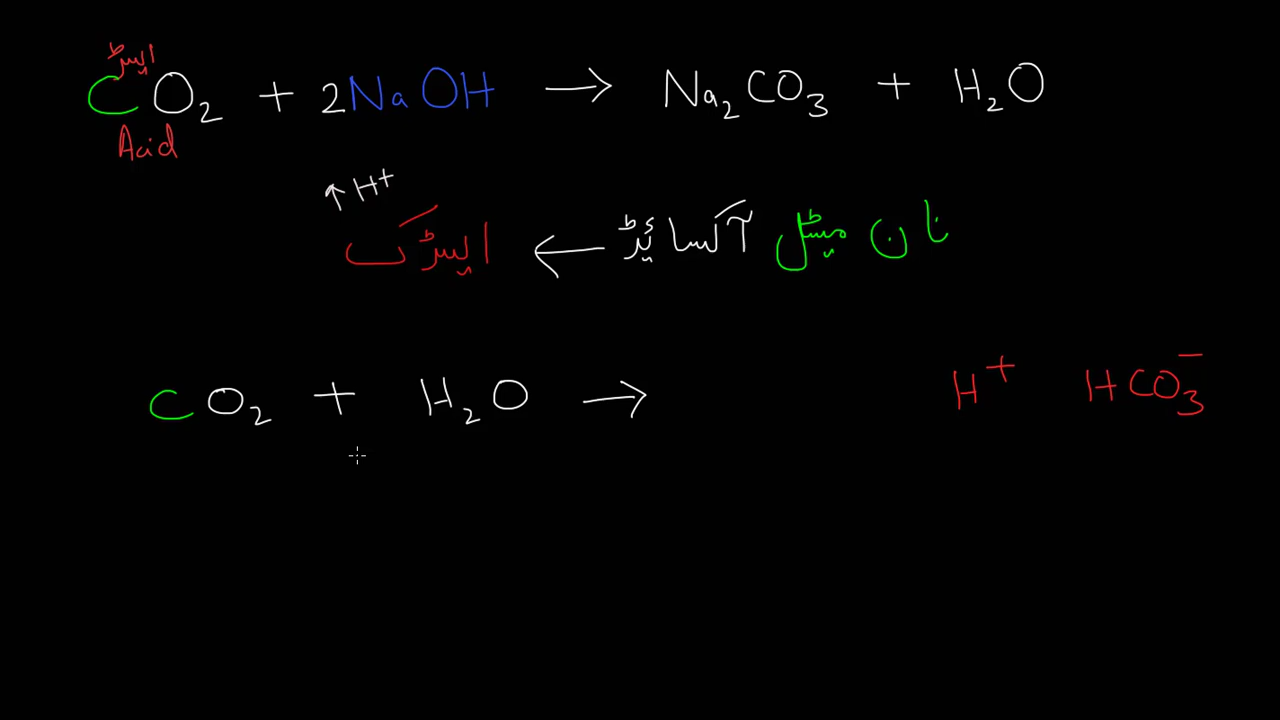 ایسڈ
CO₂ + 2NaOH → Na₂CO₃ + H₂O
Acid
↑H⁺
نان میٹل آکسائیڈ ← ایسڈک
CO₂ + H₂O → H⁺ HCO₃⁻